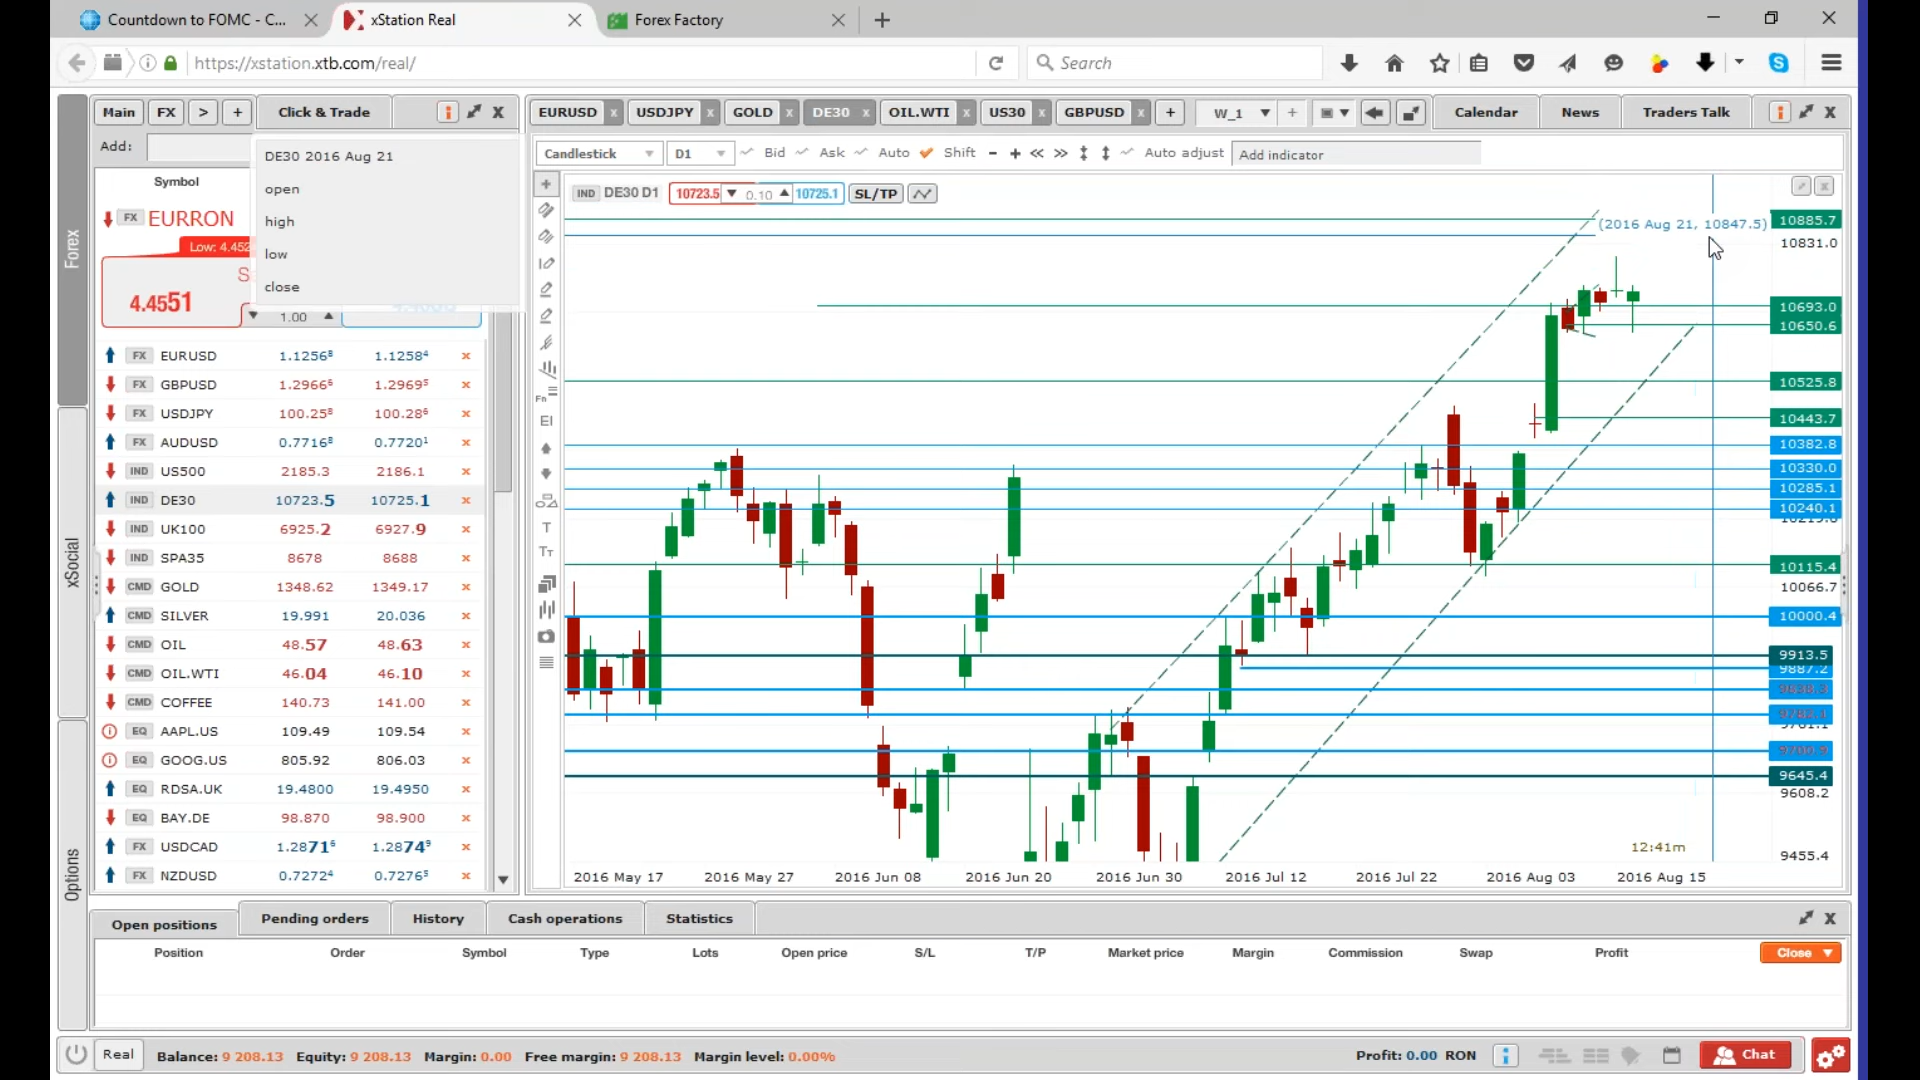 Countdown to FOMC - C...
xStation Real
Forex Factory
https://xstation.xtb.com/real/
Search
Main FX > + Click & Trade
EURUSD USDJPY GOLD DE30 OIL.WTI US30 GBPUSD + W_1 Calendar News Traders Talk
Add:
DE30 2016 Aug 21
open
high
low
close
Candlestick D1 Bid Ask Auto Shift Auto adjust Add indicator
Symbol
FX EURRON
Low: 4.452
4.4551
1.00
IND DE30 D1 10723.5 0.10 10725.1 SL/TP
(2016 Aug 21, 10847.5)
FX EURUSD 1.1256⁸ 1.1258⁴
FX GBPUSD 1.2966⁶ 1.2969⁵
FX USDJPY 100.25⁸ 100.28⁶
FX AUDUSD 0.7716⁸ 0.7720¹
IND US500 2185.3 2186.1
IND DE30 10723.5 10725.1
IND UK100 6925.2 6927.9
IND SPA35 8678 8688
CMD GOLD 1348.62 1349.17
CMD SILVER 19.991 20.036
CMD OIL 48.57 48.63
CMD OIL.WTI 46.04 46.10
CMD COFFEE 140.73 141.00
EQ AAPL.US 109.49 109.54
EQ GOOG.US 805.92 806.03
EQ RDSA.UK 19.4800 19.4950
EQ BAY.DE 98.870 98.900
FX USDCAD 1.2871⁶ 1.2874⁹
FX NZDUSD 0.7272⁴ 0.7276⁵
Forex
xSocial
Options
Fn
EI
T
TT
10885.7
10831.0
10693.0
10650.6
10525.8
10443.7
10382.8
10330.0
10285.1
10240.1
10115.4
10066.7
10000.4
9913.5
9887.2
9645.4
9608.2
9455.4
12:41m
2016 May 17 2016 May 27 2016 Jun 08 2016 Jun 20 2016 Jun 30 2016 Jul 12 2016 Jul 22 2016 Aug 03 2016 Aug 15
Open positions Pending orders History Cash operations Statistics
Position Order Symbol Type Lots Open price S/L T/P Market price Margin Commission Swap Profit Close
Real Balance: 9 208.13 Equity: 9 208.13 Margin: 0.00 Free margin: 9 208.13 Margin level: 0.00% Profit: 0.00 RON Chat